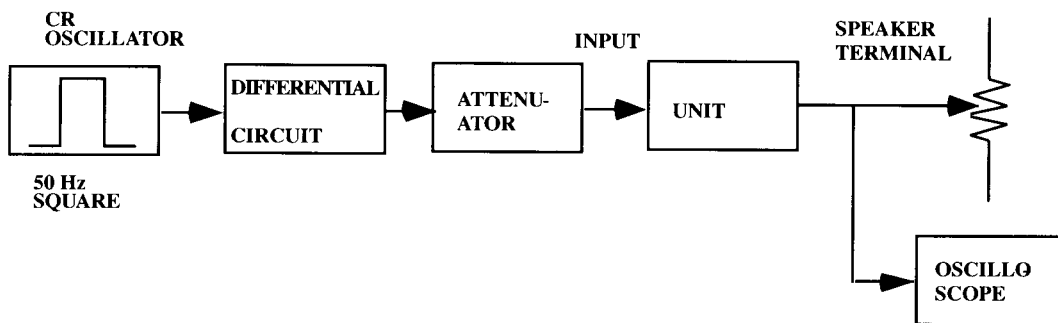 CR
OSCILLATOR
50 Hz
SQUARE
DIFFERENTIAL
CIRCUIT
ATTENU-
ATOR
INPUT
UNIT
SPEAKER
TERMINAL
OSCILLO
SCOPE